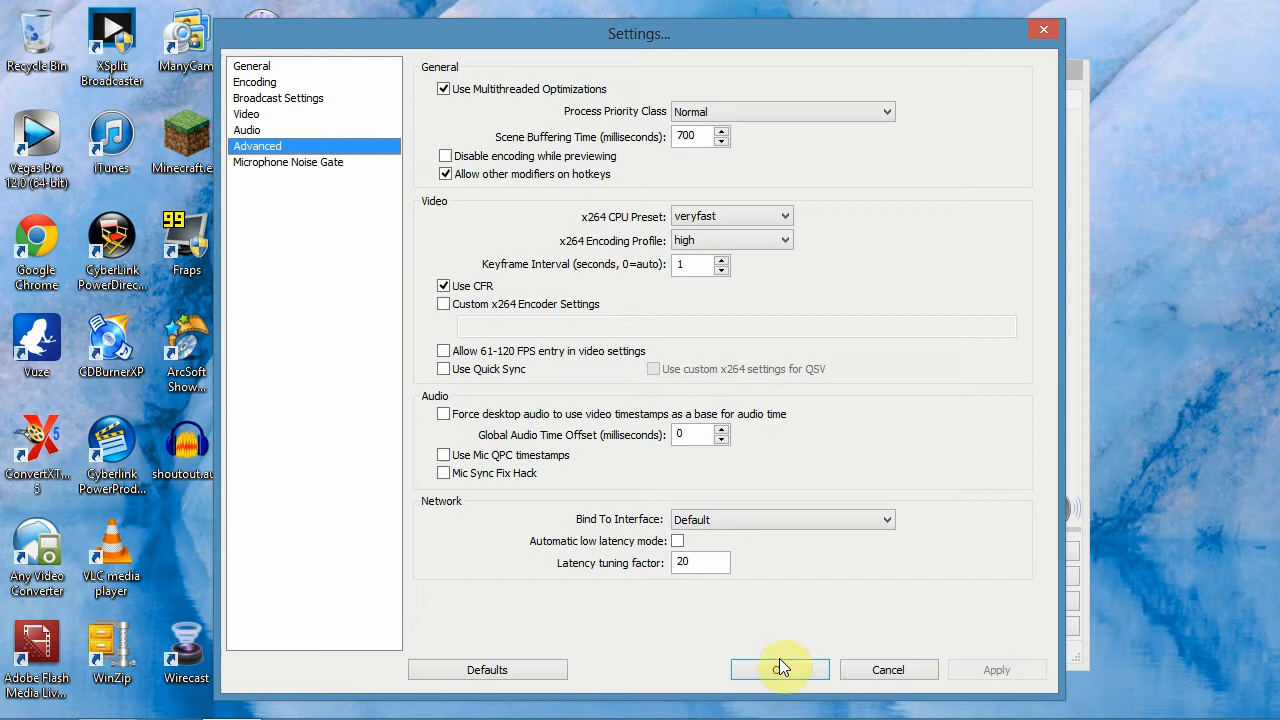 Settings...
Recycle Bin
XSplit
Broadcaster
ManyCam
Vegas Pro
12.0 (64-bit)
iTunes
Minecraft.ex
Google
Chrome
CyberLink
PowerDirec...
99
Fraps
Vuze
CDBurnerXP
ArcSoft
Show...
ConvertXT...
5
Cyberlink
PowerProd...
shoutout.au
Any Video
Converter
VLC media
player
Adobe Flash
Media Liv...
WinZip
Wirecast
General
Encoding
Broadcast Settings
Video
Audio
Advanced
Microphone Noise Gate
General
Use Multithreaded Optimizations
Process Priority Class Normal
Scene Buffering Time (milliseconds): 700
Disable encoding while previewing
Allow other modifiers on hotkeys
Video
x264 CPU Preset: veryfast
x264 Encoding Profile: high
Keyframe Interval (seconds, 0=auto): 1
Use CFR
Custom x264 Encoder Settings
Allow 61-120 FPS entry in video settings
Use Quick Sync Use custom x264 settings for QSV
Audio
Force desktop audio to use video timestamps as a base for audio time
Global Audio Time Offset (milliseconds): 0
Use Mic QPC timestamps
Mic Sync Fix Hack
Network
Bind To Interface: Default
Automatic low latency mode:
Latency tuning factor: 20
Defaults Cancel Apply